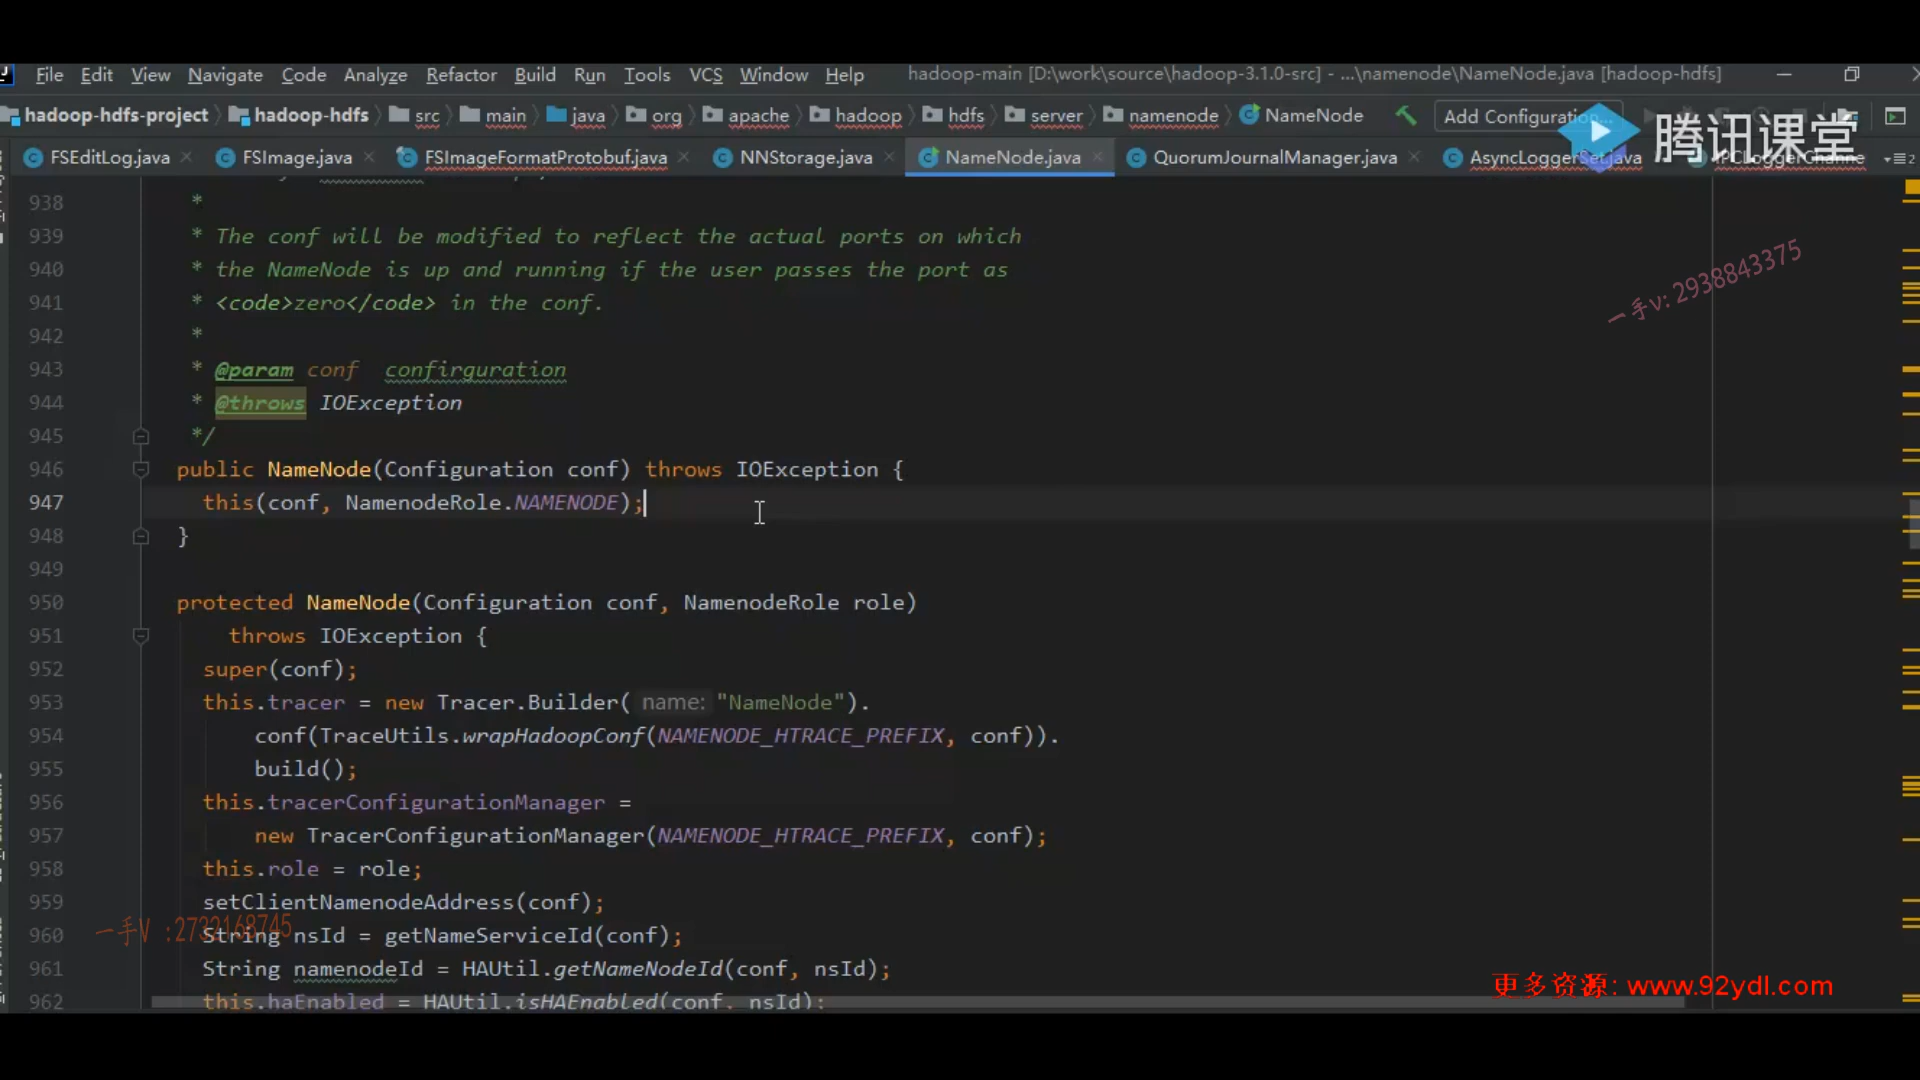 File Edit View Navigate Code Analyze Refactor Build Run Tools VCS Window Help hadoop-main [D:\work\source\hadoop-3.1.0-src] - ...\namenode\NameNode.java [hadoop-hdfs]
hadoop-hdfs-project hadoop-hdfs src main java org apache hadoop hdfs server namenode NameNode Add Configuration...
腾讯课堂
FSEditLog.java FSImage.java FSImageFormatProtobuf.java NNStorage.java NameNode.java QuorumJournalManager.java AsyncLoggerSet.java IPCLoggerChanne
938 *
939 * The conf will be modified to reflect the actual ports on which
940 * the NameNode is up and running if the user passes the port as
941 * <code>zero</code> in the conf.
942 *
943 * @param conf confirguration
944 * @throws IOException
945 */
946 public NameNode(Configuration conf) throws IOException {
947 this(conf, NamenodeRole.NAMENODE);
948 }
949
950 protected NameNode(Configuration conf, NamenodeRole role)
951 throws IOException {
952 super(conf);
953 this.tracer = new Tracer.Builder( name: "NameNode").
954 conf(TraceUtils.wrapHadoopConf(NAMENODE_HTRACE_PREFIX, conf)).
955 build();
956 this.tracerConfigurationManager =
957 new TracerConfigurationManager(NAMENODE_HTRACE_PREFIX, conf);
958 this.role = role;
959 setClientNamenodeAddress(conf);
960 String nsId = getNameServiceId(conf);
961 String namenodeId = HAUtil.getNameNodeId(conf, nsId);
962 this.haEnabled = HAUtil.isHAEnabled(conf, nsId);
一手v:2938843375
一手V :2732168745
更多资源: www.92ydl.com